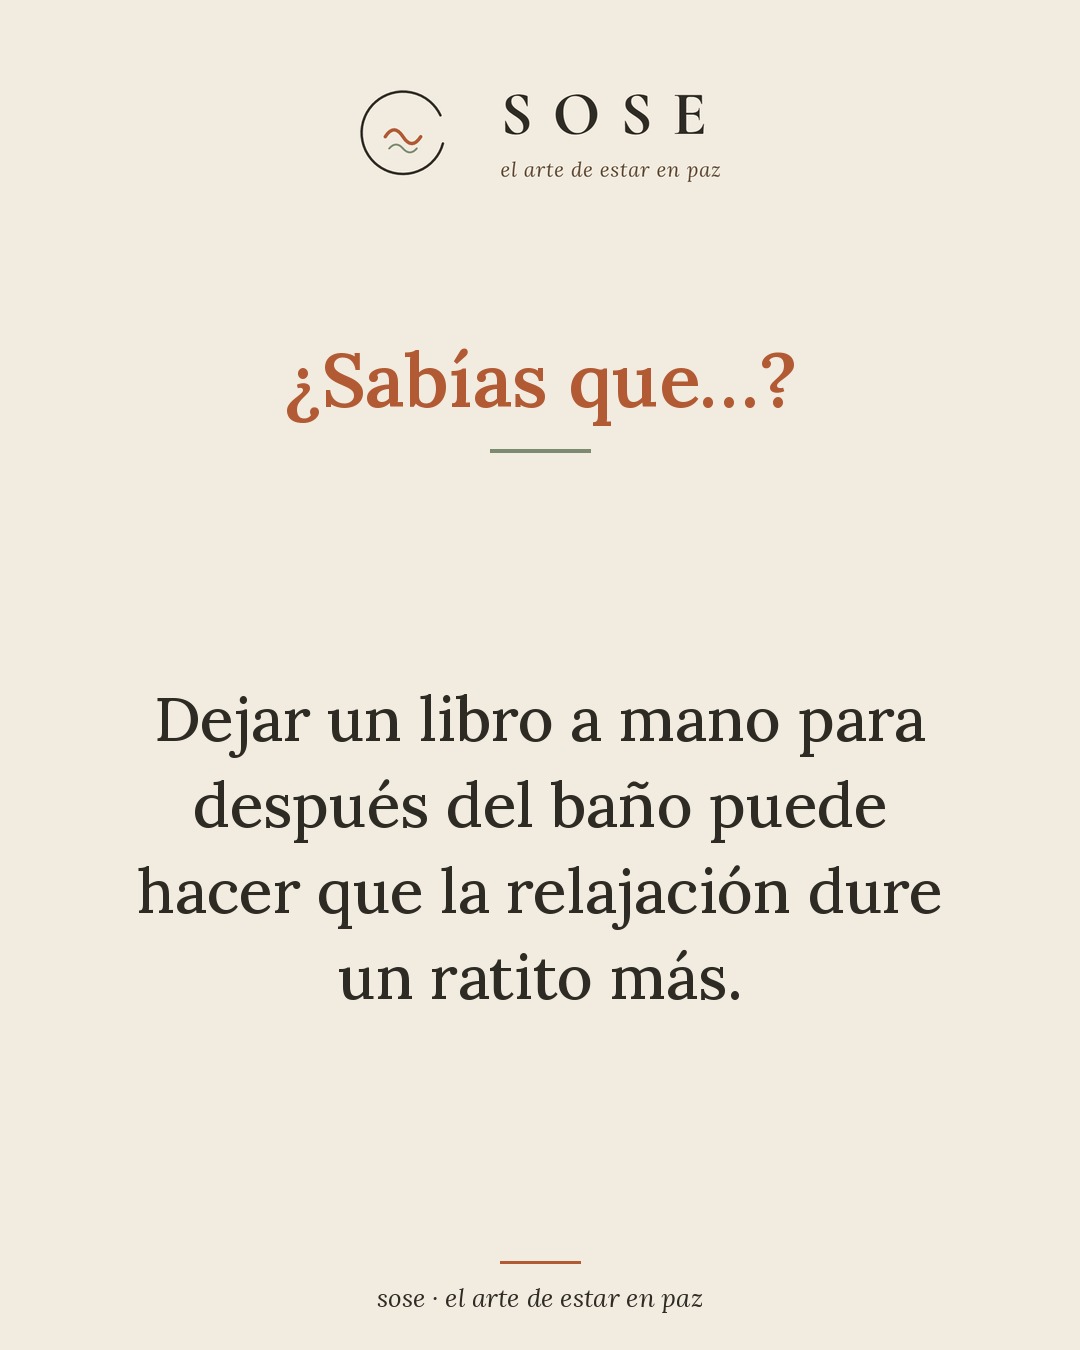 SOSE
el arte de estar en paz
¿Sabías que...?
Dejar un libro a mano para
después del baño puede
hacer que la relajación dure
un ratito más.
sose · el arte de estar en paz